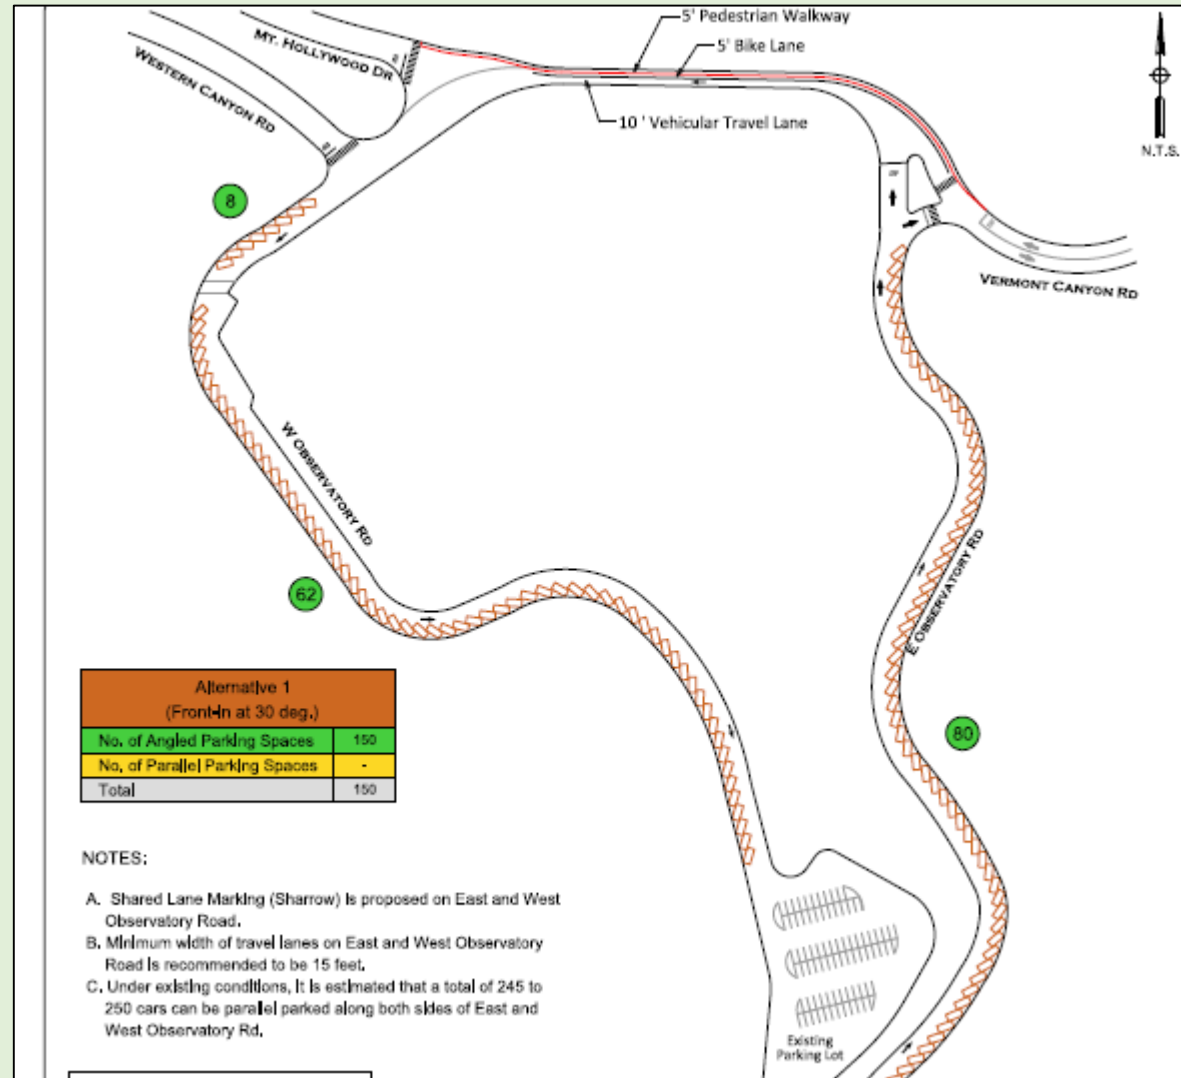 5' Pedestrian Walkway
5' Bike Lane
MT. HOLLYWOOD DR
WESTERN CANYON RD
10 ' Vehicular Travel Lane
N.T.S.
8
VERMONT CANYON RD
W OBSERVATORY RD
E OBSERVATORY RD
62
80
Alternative 1
(Front-in at 30 deg.)
No. of Angled Parking Spaces 150
No. of Parallel Parking Spaces -
Total 150
NOTES:
A. Shared Lane Marking (Sharrow) is proposed on East and West
Observatory Road.
B. Minimum width of travel lanes on East and West Observatory
Road is recommended to be 15 feet.
C. Under existing conditions, it is estimated that a total of 245 to
250 cars can be parallel parked along both sides of East and
West Observatory Rd.
Existing
Parking Lot